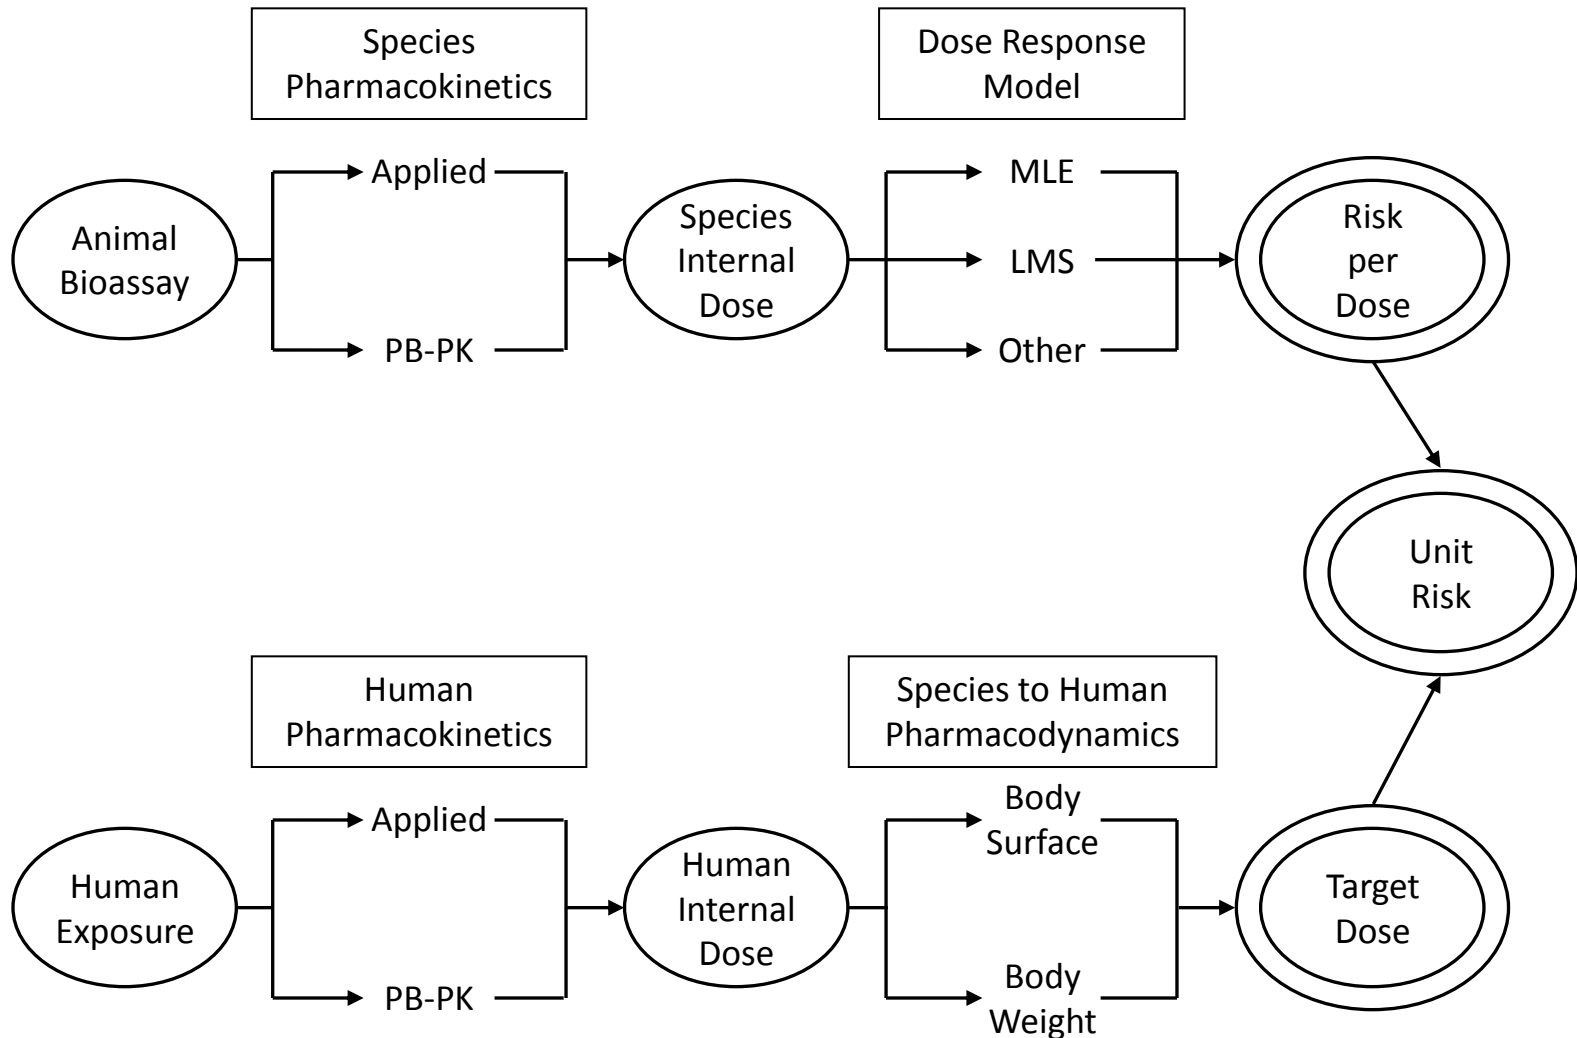 Species
Pharmacokinetics
Dose Response
Model
Applied
MLE
Animal
Bioassay
Species
Internal
Dose
LMS
Risk
per
Dose
PB-PK
Other
Unit
Risk
Human
Pharmacokinetics
Species to Human
Pharmacodynamics
Applied
Body
Surface
Human
Exposure
Human
Internal
Dose
Target
Dose
PB-PK
Body
Weight